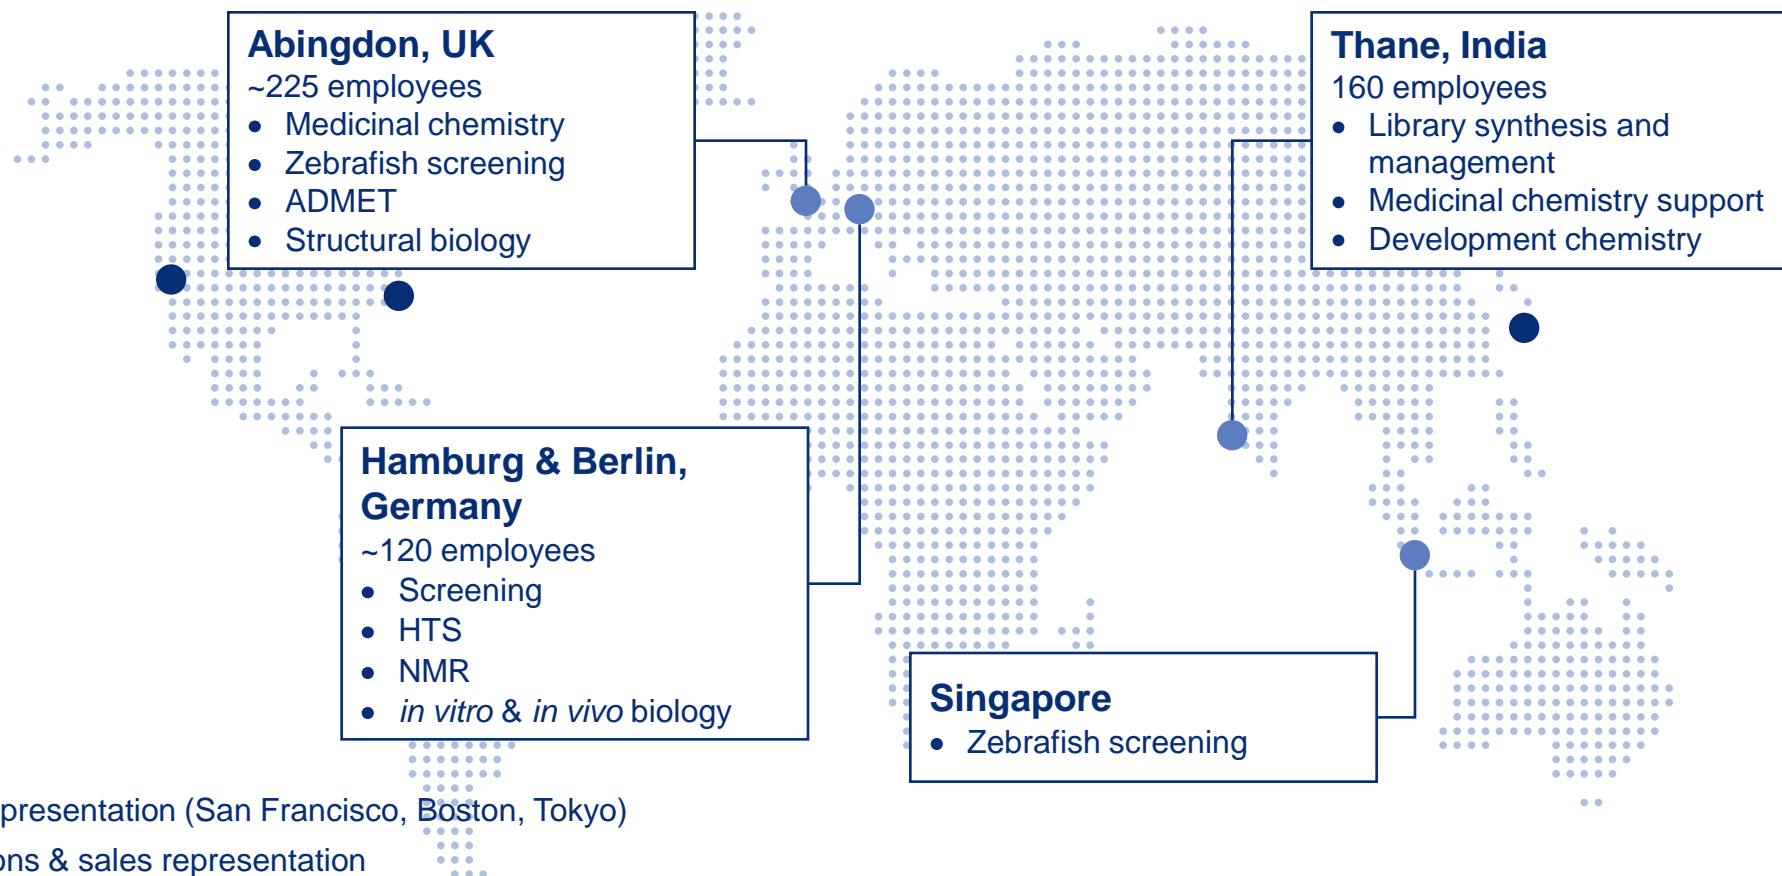 Abingdon, UK
~225 employees
• Medicinal chemistry
• Zebrafish screening
• ADMET
• Structural biology
Thane, India
160 employees
• Library synthesis and
management
• Medicinal chemistry support
• Development chemistry
Hamburg & Berlin,
Germany
~120 employees
• Screening
• HTS
• NMR
• in vitro & in vivo biology
Singapore
• Zebrafish screening
presentation (San Francisco, Boston, Tokyo)
ons & sales representation